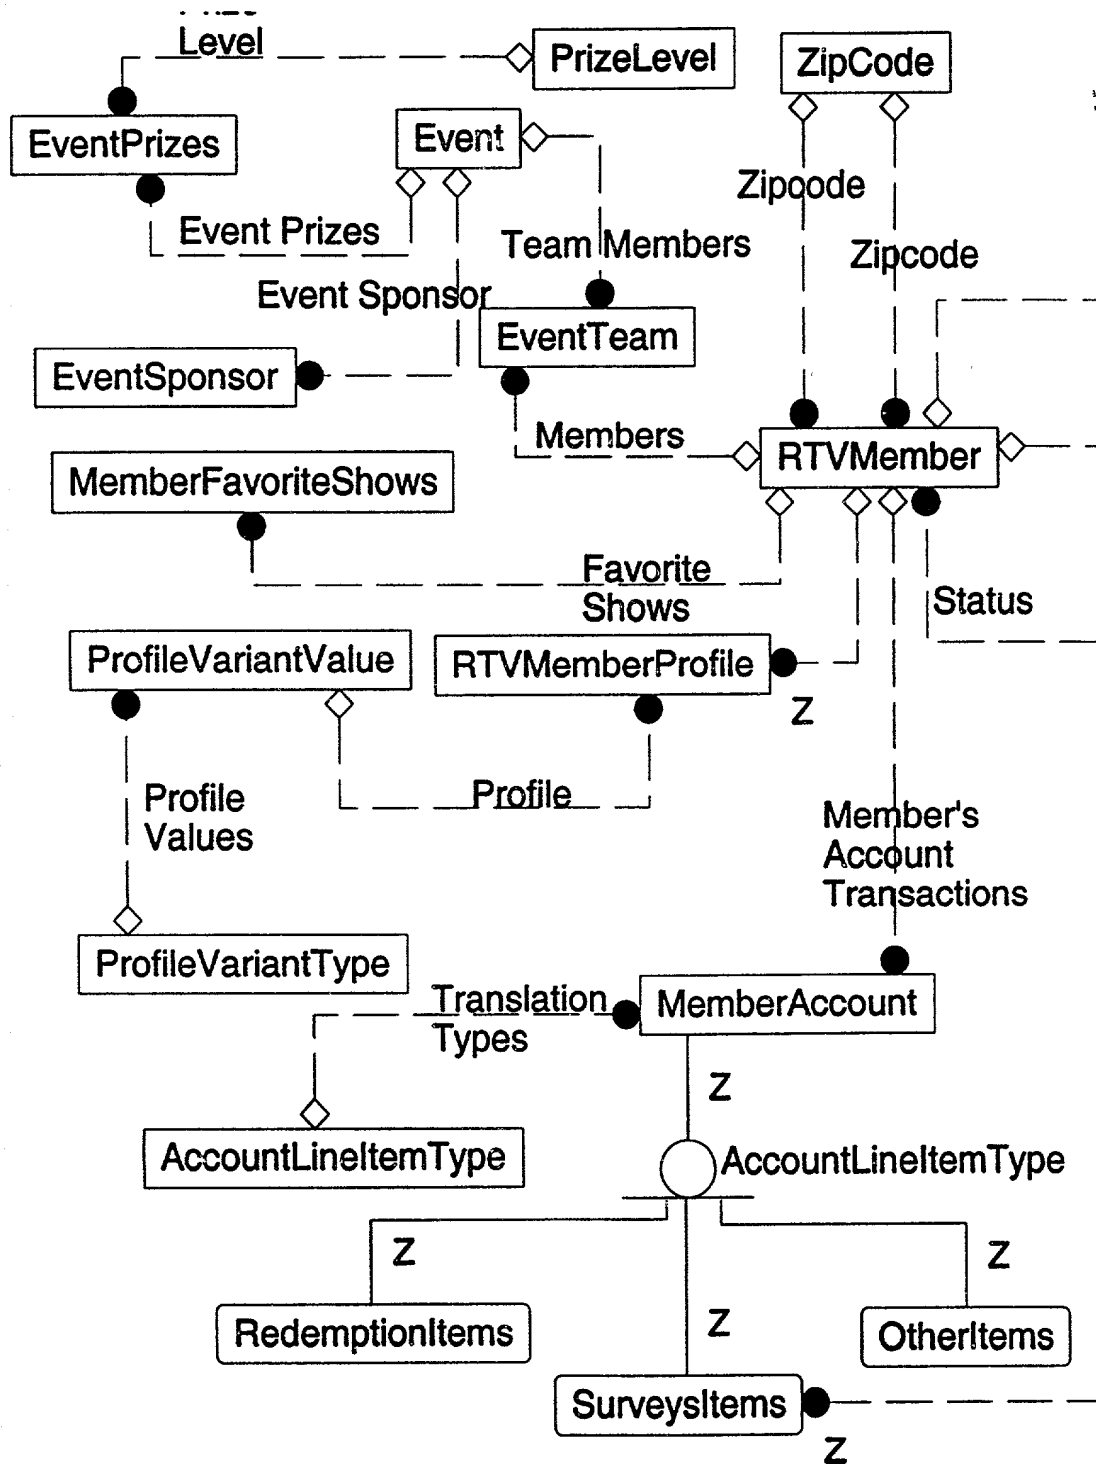 Level
PrizeLevel
ZipCode
EventPrizes
Event
Zipcode
Event Prizes
Team Members
Zipcode
Event Sponsor
EventTeam
EventSponsor
Members
RTVMember
MemberFavoriteShows
Favorite
Shows
Status
ProfileVariantValue
RTVMemberProfile
Z
Profile
Values
Profile
Member's
Account
Transactions
ProfileVariantType
Translation
Types
MemberAccount
Z
AccountLineItemType
AccountLineItemType
Z
Z
Z
RedemptionItems
OtherItems
SurveysItems
Z